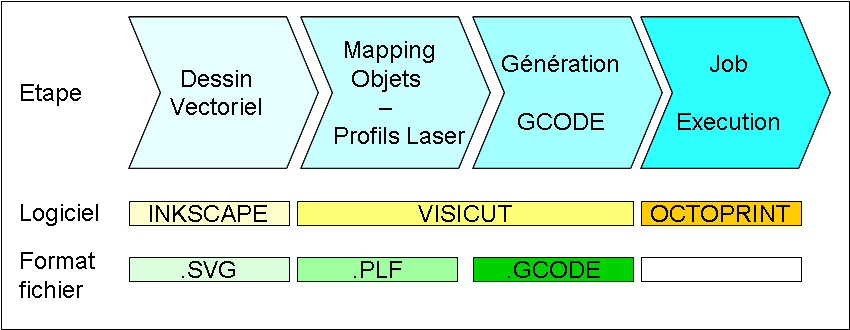 Etape
Dessin
Vectoriel
Mapping
Objets
–
Profils Laser
Génération
GCODE
Job
Execution
Logiciel
INKSCAPE
VISICUT
OCTOPRINT
Format
fichier
.SVG
.PLF
.GCODE